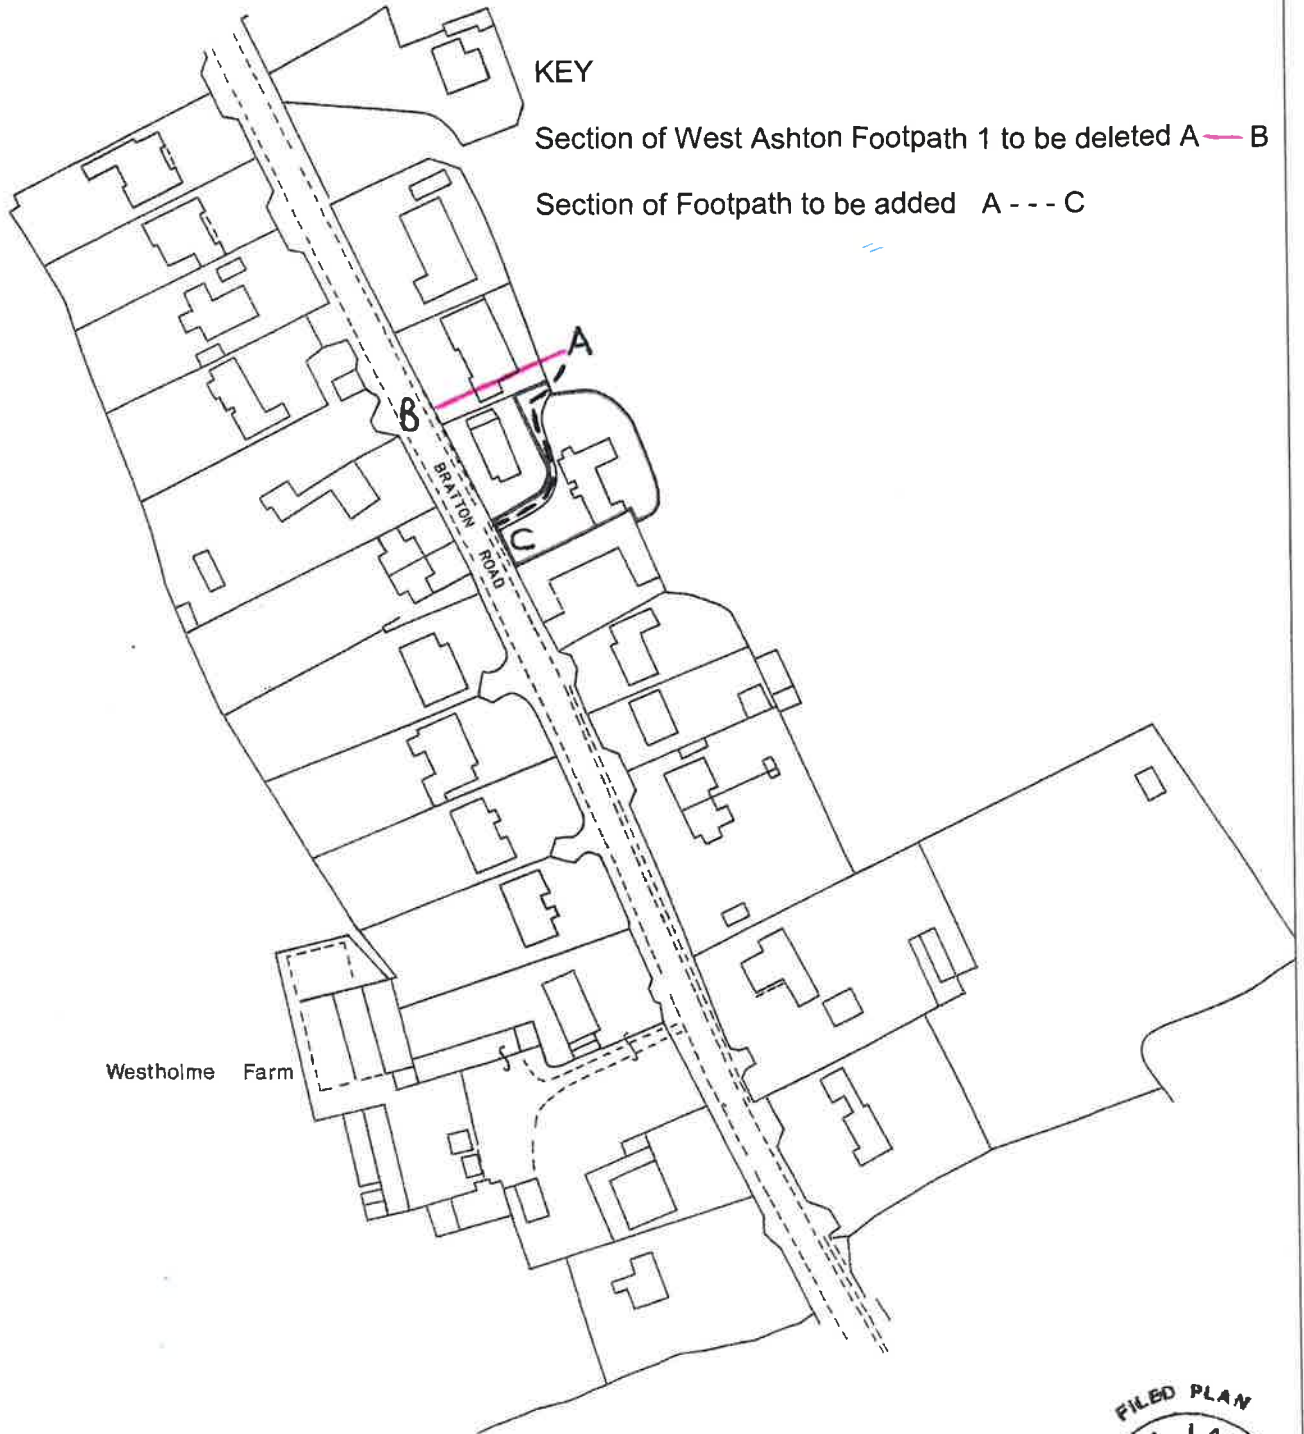 KEY
Section of West Ashton Footpath 1 to be deleted A — B
Section of Footpath to be added A - - - C
A
B
BRATTON ROAD
C
Westholme Farm
FILED PLAN